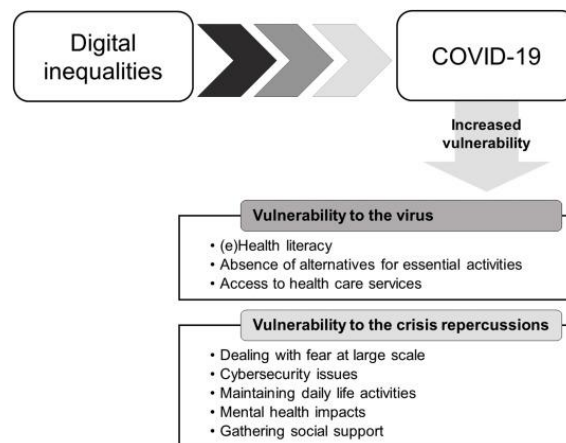 Digital
inequalities
COVID-19
Increased
vulnerability
Vulnerability to the virus
• (e)Health literacy
• Absence of alternatives for essential activities
• Access to health care services
Vulnerability to the crisis repercussions
• Dealing with fear at large scale
• Cybersecurity issues
• Maintaining daily life activities
• Mental health impacts
• Gathering social support